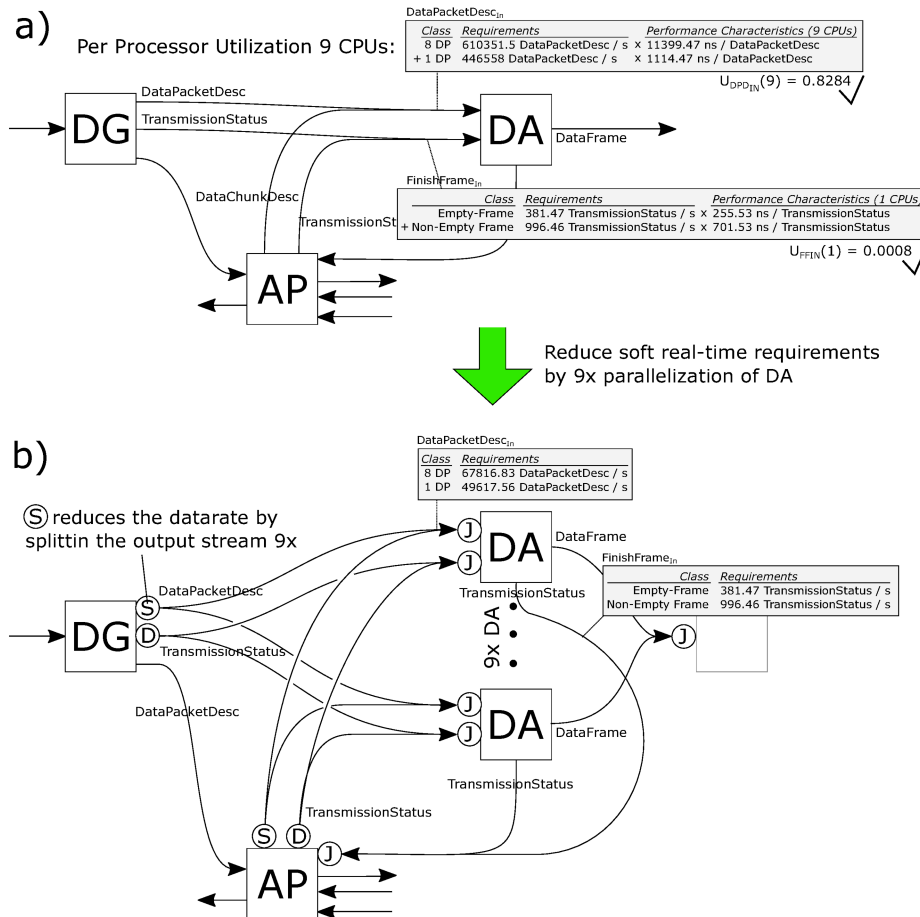 a)
Per Processor Utilization 9 CPUs:
DataPacketDescIn
Class Requirements Performance Characteristics (9 CPUs)
8 DP 610351.5 DataPacketDesc / s x 11399.47 ns / DataPacketDesc
+ 1 DP 446558 DataPacketDesc / s x 1114.47 ns / DataPacketDesc
UDPDIN(9) = 0.8284
DataPacketDesc
TransmissionStatus
DG
DA
DataFrame
DataChunkDesc
TransmissionSt
FinishFrameIn
Class Requirements Performance Characteristics (1 CPUs)
Empty-Frame 381.47 TransmissionStatus / s x 255.53 ns / TransmissionStatus
+ Non-Empty Frame 996.46 TransmissionStatus / s x 701.53 ns / TransmissionStatus
UFFIN(1) = 0.0008
AP
Reduce soft real-time requirements
by 9x parallelization of DA
b)
DataPacketDescIn
Class Requirements
8 DP 67816.83 DataPacketDesc / s
1 DP 49617.56 DataPacketDesc / s
S reduces the datarate by
splittin the output stream 9x
J
J
DA
DataFrame
FinishFrameIn
Class Requirements
Empty-Frame 381.47 TransmissionStatus / s
Non-Empty Frame 996.46 TransmissionStatus / s
DataPacketDesc
TransmissionStatus
DG
S
D
TransmissionStatus
9x DA
J
DataPacketDesc
J
J
DA
DataFrame
TransmissionStatus
TransmissionStatus
S
D
J
AP